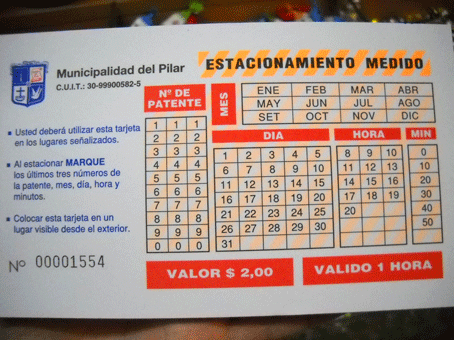 Municipalidad del Pilar
C.U.I.T.: 30-99900582-5
ESTACIONAMIENTO MEDIDO
• Usted deberá utilizar esta tarjeta
en los lugares señalizados.
• Al estacionar MARQUE
los últimos tres números de
la patente, mes, día, hora y
minutos.
• Colocar esta tarjeta en un
lugar visible desde el exterior.
Nº 00001554
Nº DE
PATENTE
1 1 1
2 2 2
3 3 3
4 4 4
5 5 5
6 6 6
7 7 7
8 8 8
9 9 9
0 0 0
MES
ENE FEB MAR ABR
MAY JUN JUL AGO
SET OCT NOV DIC
DIA
1 2 3 4 5
6 7 8 9 10
11 12 13 14 15
16 17 18 19 20
21 22 23 24 25
26 27 28 29 30
31
HORA
8 9 10
11 12 13
14 15 16
17 18 19
20
MIN
0
10
20
30
40
50
VALOR $ 2,00
VALIDO 1 HORA